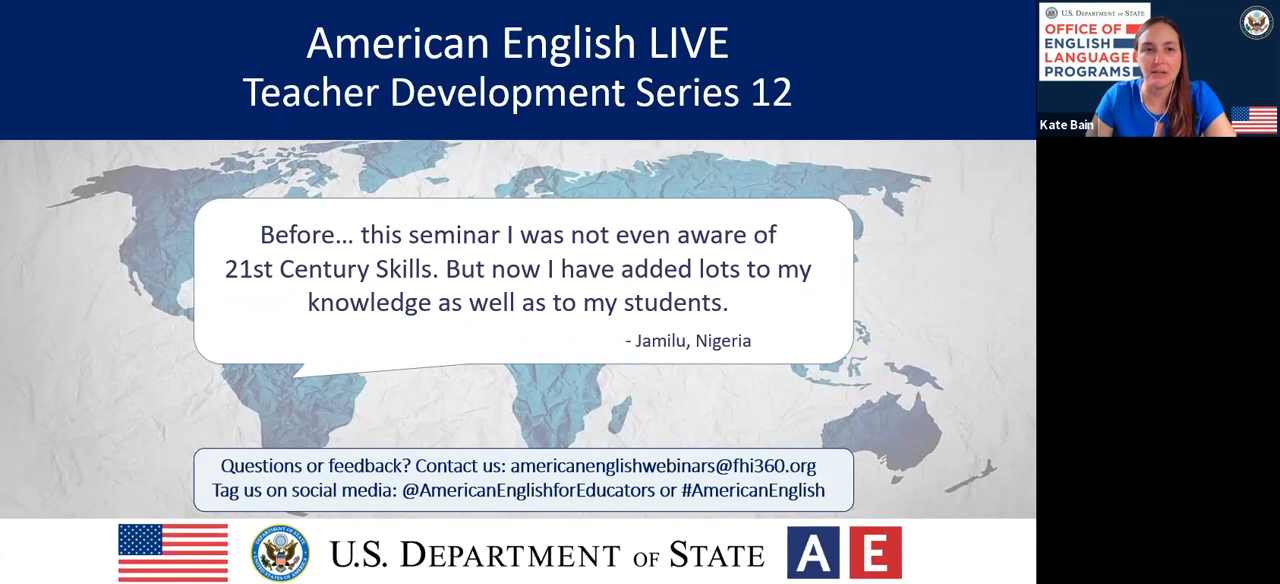 American English LIVE
Teacher Development Series 12
U.S. DEPARTMENT OF STATE
OFFICE OF
ENGLISH
LANGUAGE
PROGRAMS
Kate Bain
Before... this seminar I was not even aware of
21st Century Skills. But now I have added lots to my
knowledge as well as to my students.
- Jamilu, Nigeria
Questions or feedback? Contact us: americanenglishwebinars@fhi360.org
Tag us on social media: @AmericanEnglishforEducators or #AmericanEnglish
U.S. DEPARTMENT OF STATE
A E